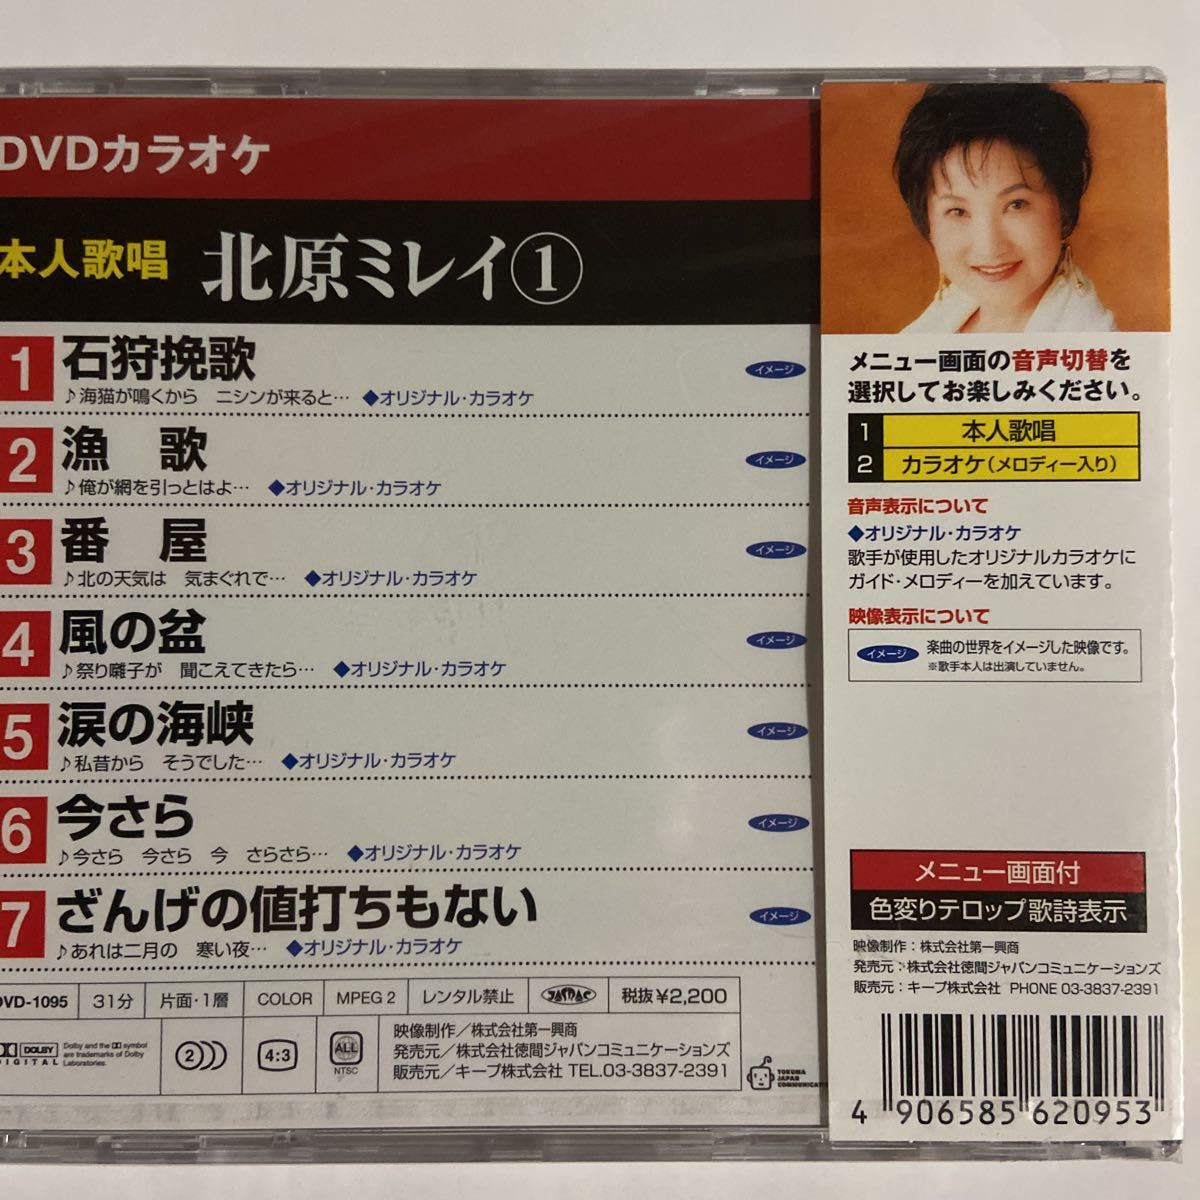 DVDカラオケ
本人歌唱 北原ミレイ①
1 石狩挽歌 イメージ
♪海猫が鳴くから ニシンが来ると… ◆オリジナル・カラオケ
2 漁 歌 イメージ
♪俺が網を引っとはよ… ◆オリジナル・カラオケ
3 番 屋 イメージ
♪北の天気は 気まぐれで… ◆オリジナル・カラオケ
4 風の盆 イメージ
♪祭り囃子が 聞こえてきたら… ◆オリジナル・カラオケ
5 涙の海峡 イメージ
♪私昔から そうでした… ◆オリジナル・カラオケ
6 今さら イメージ
♪今さら 今さら 今 さらさら… ◆オリジナル・カラオケ
7 ざんげの値打ちもない イメージ
♪あれは二月の 寒い夜… ◆オリジナル・カラオケ
DVD-1095 31分 片面・1層 COLOR MPEG 2 レンタル禁止 JASRAC 税抜¥2,200
DOLBY DIGITAL
Dolby and the symbol
are trademarks of Dolby
Laboratories.
2
4:3
ALL
NTSC
映像制作／株式会社第一興商
発売元／株式会社徳間ジャパンコミュニケーションズ
販売元／キープ株式会社 TEL.03-3837-2391
TOKUMA
JAPAN
COMMUNICATIO
メニュー画面の音声切替を
選択してお楽しみください。
1 本人歌唱
2 カラオケ(メロディー入り)
音声表示について
◆オリジナル・カラオケ
歌手が使用したオリジナルカラオケに
ガイド・メロディーを加えています。
映像表示について
イメージ 楽曲の世界をイメージした映像です。
※歌手本人は出演していません。
メニュー画面付
色変りテロップ歌詩表示
映像制作：株式会社第一興商
発売元：株式会社徳間ジャパンコミュニケーションズ
販売元：キープ株式会社 PHONE 03-3837-2391
4 906585 620953